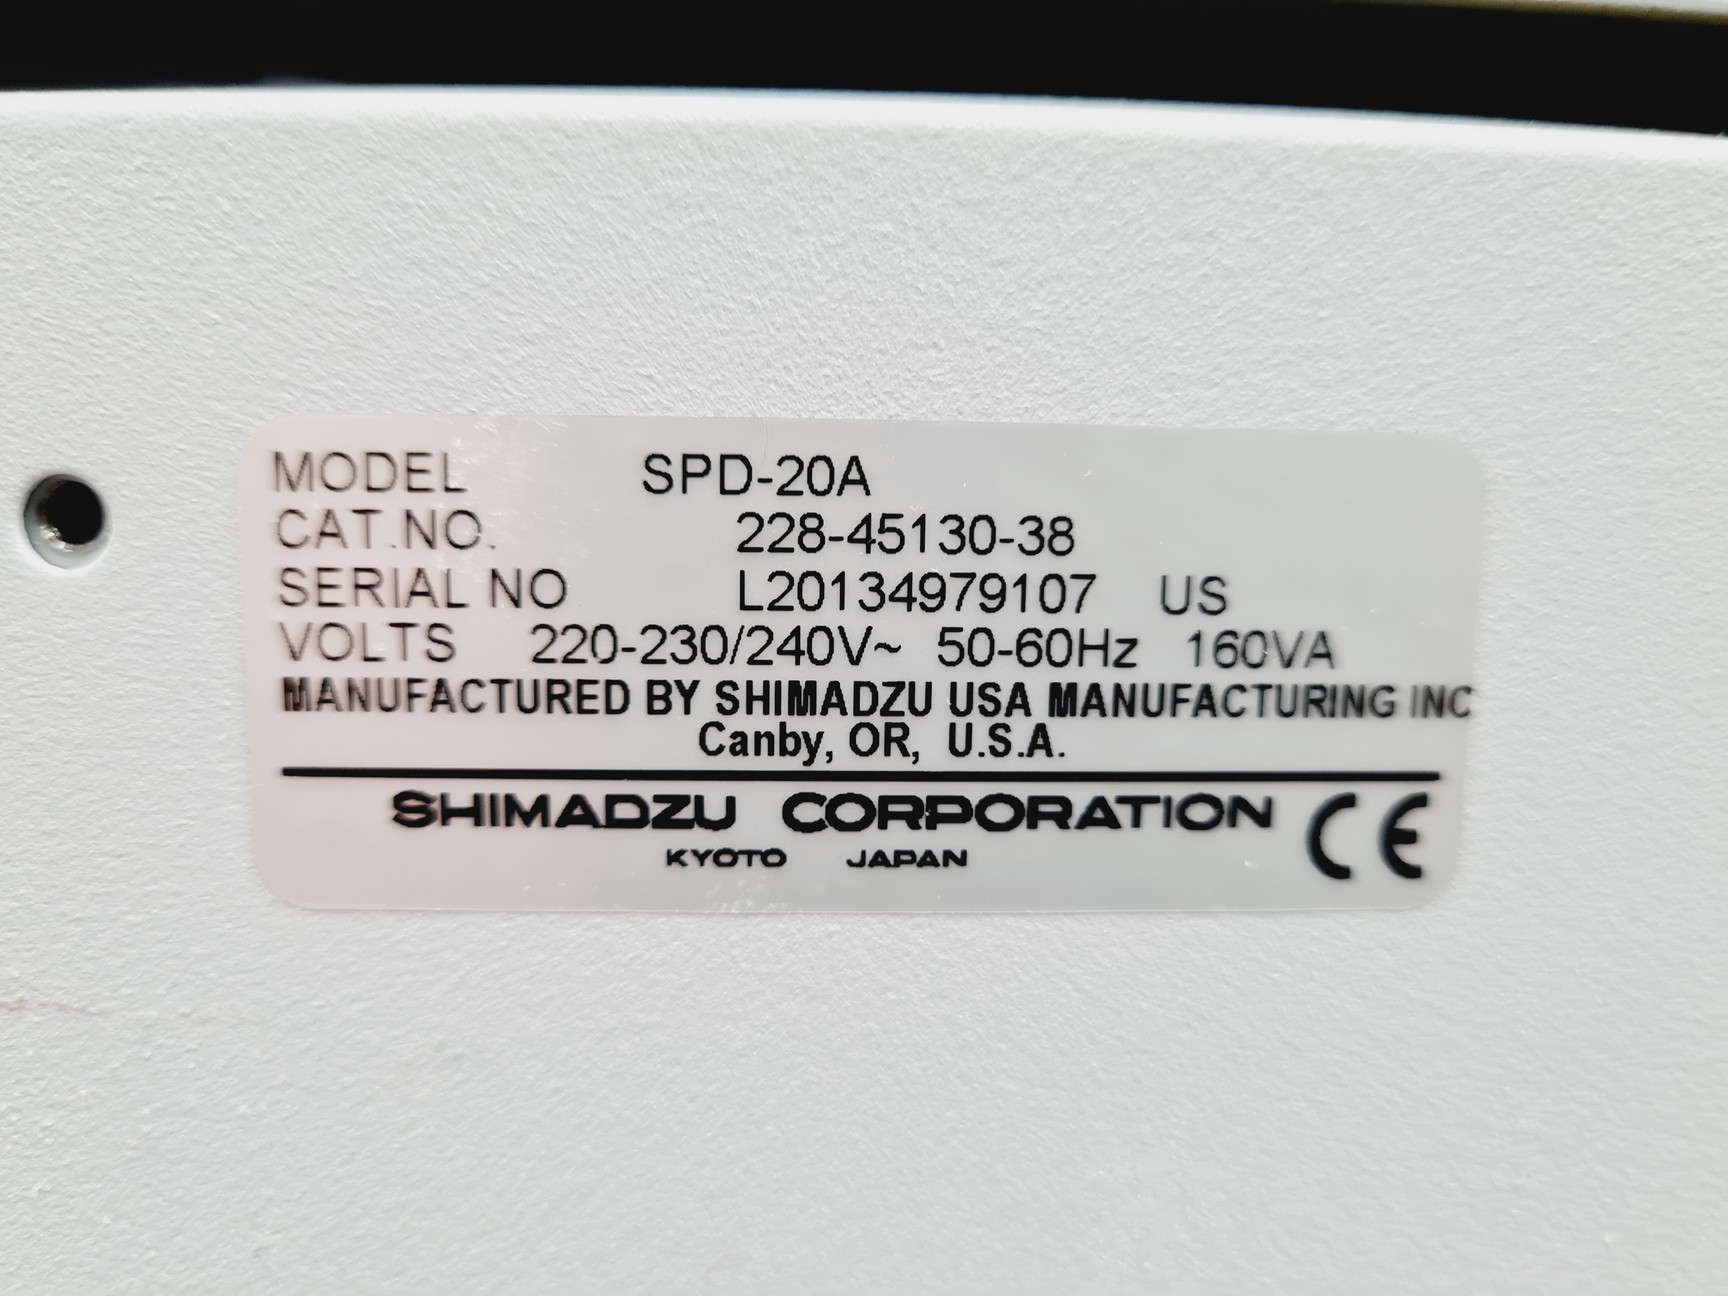 MODEL SPD-20A
CAT.NO. 228-45130-38
SERIAL NO L20134979107 US
VOLTS 220-230/240V~ 50-60Hz 160VA
MANUFACTURED BY SHIMADZU USA MANUFACTURING INC
Canby, OR, U.S.A.
SHIMADZU CORPORATION CE
KYOTO JAPAN